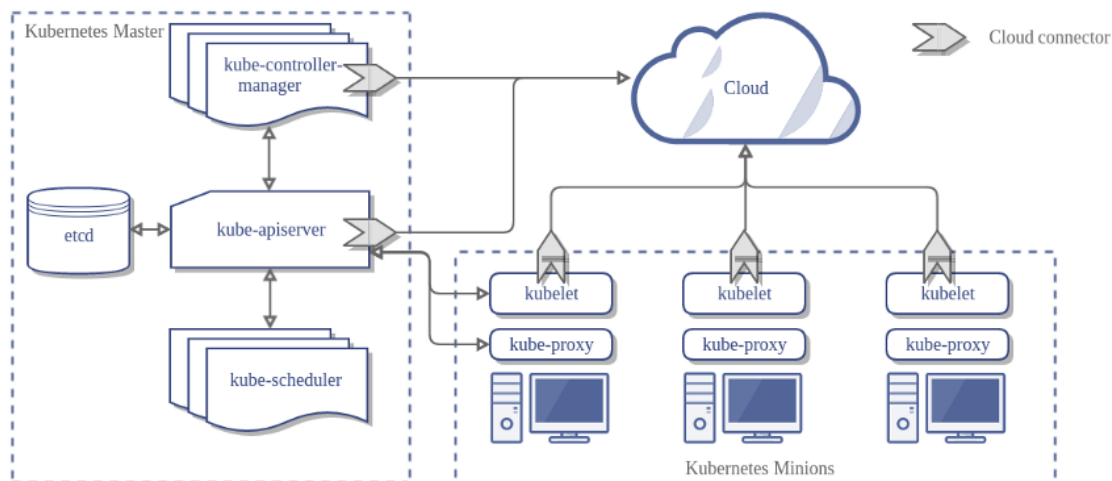 Kubernetes Master
Cloud connector
kube-controller-
manager
Cloud
etcd
kube-apiserver
kube-scheduler
kubelet
kubelet
kubelet
kube-proxy
kube-proxy
kube-proxy
Kubernetes Minions